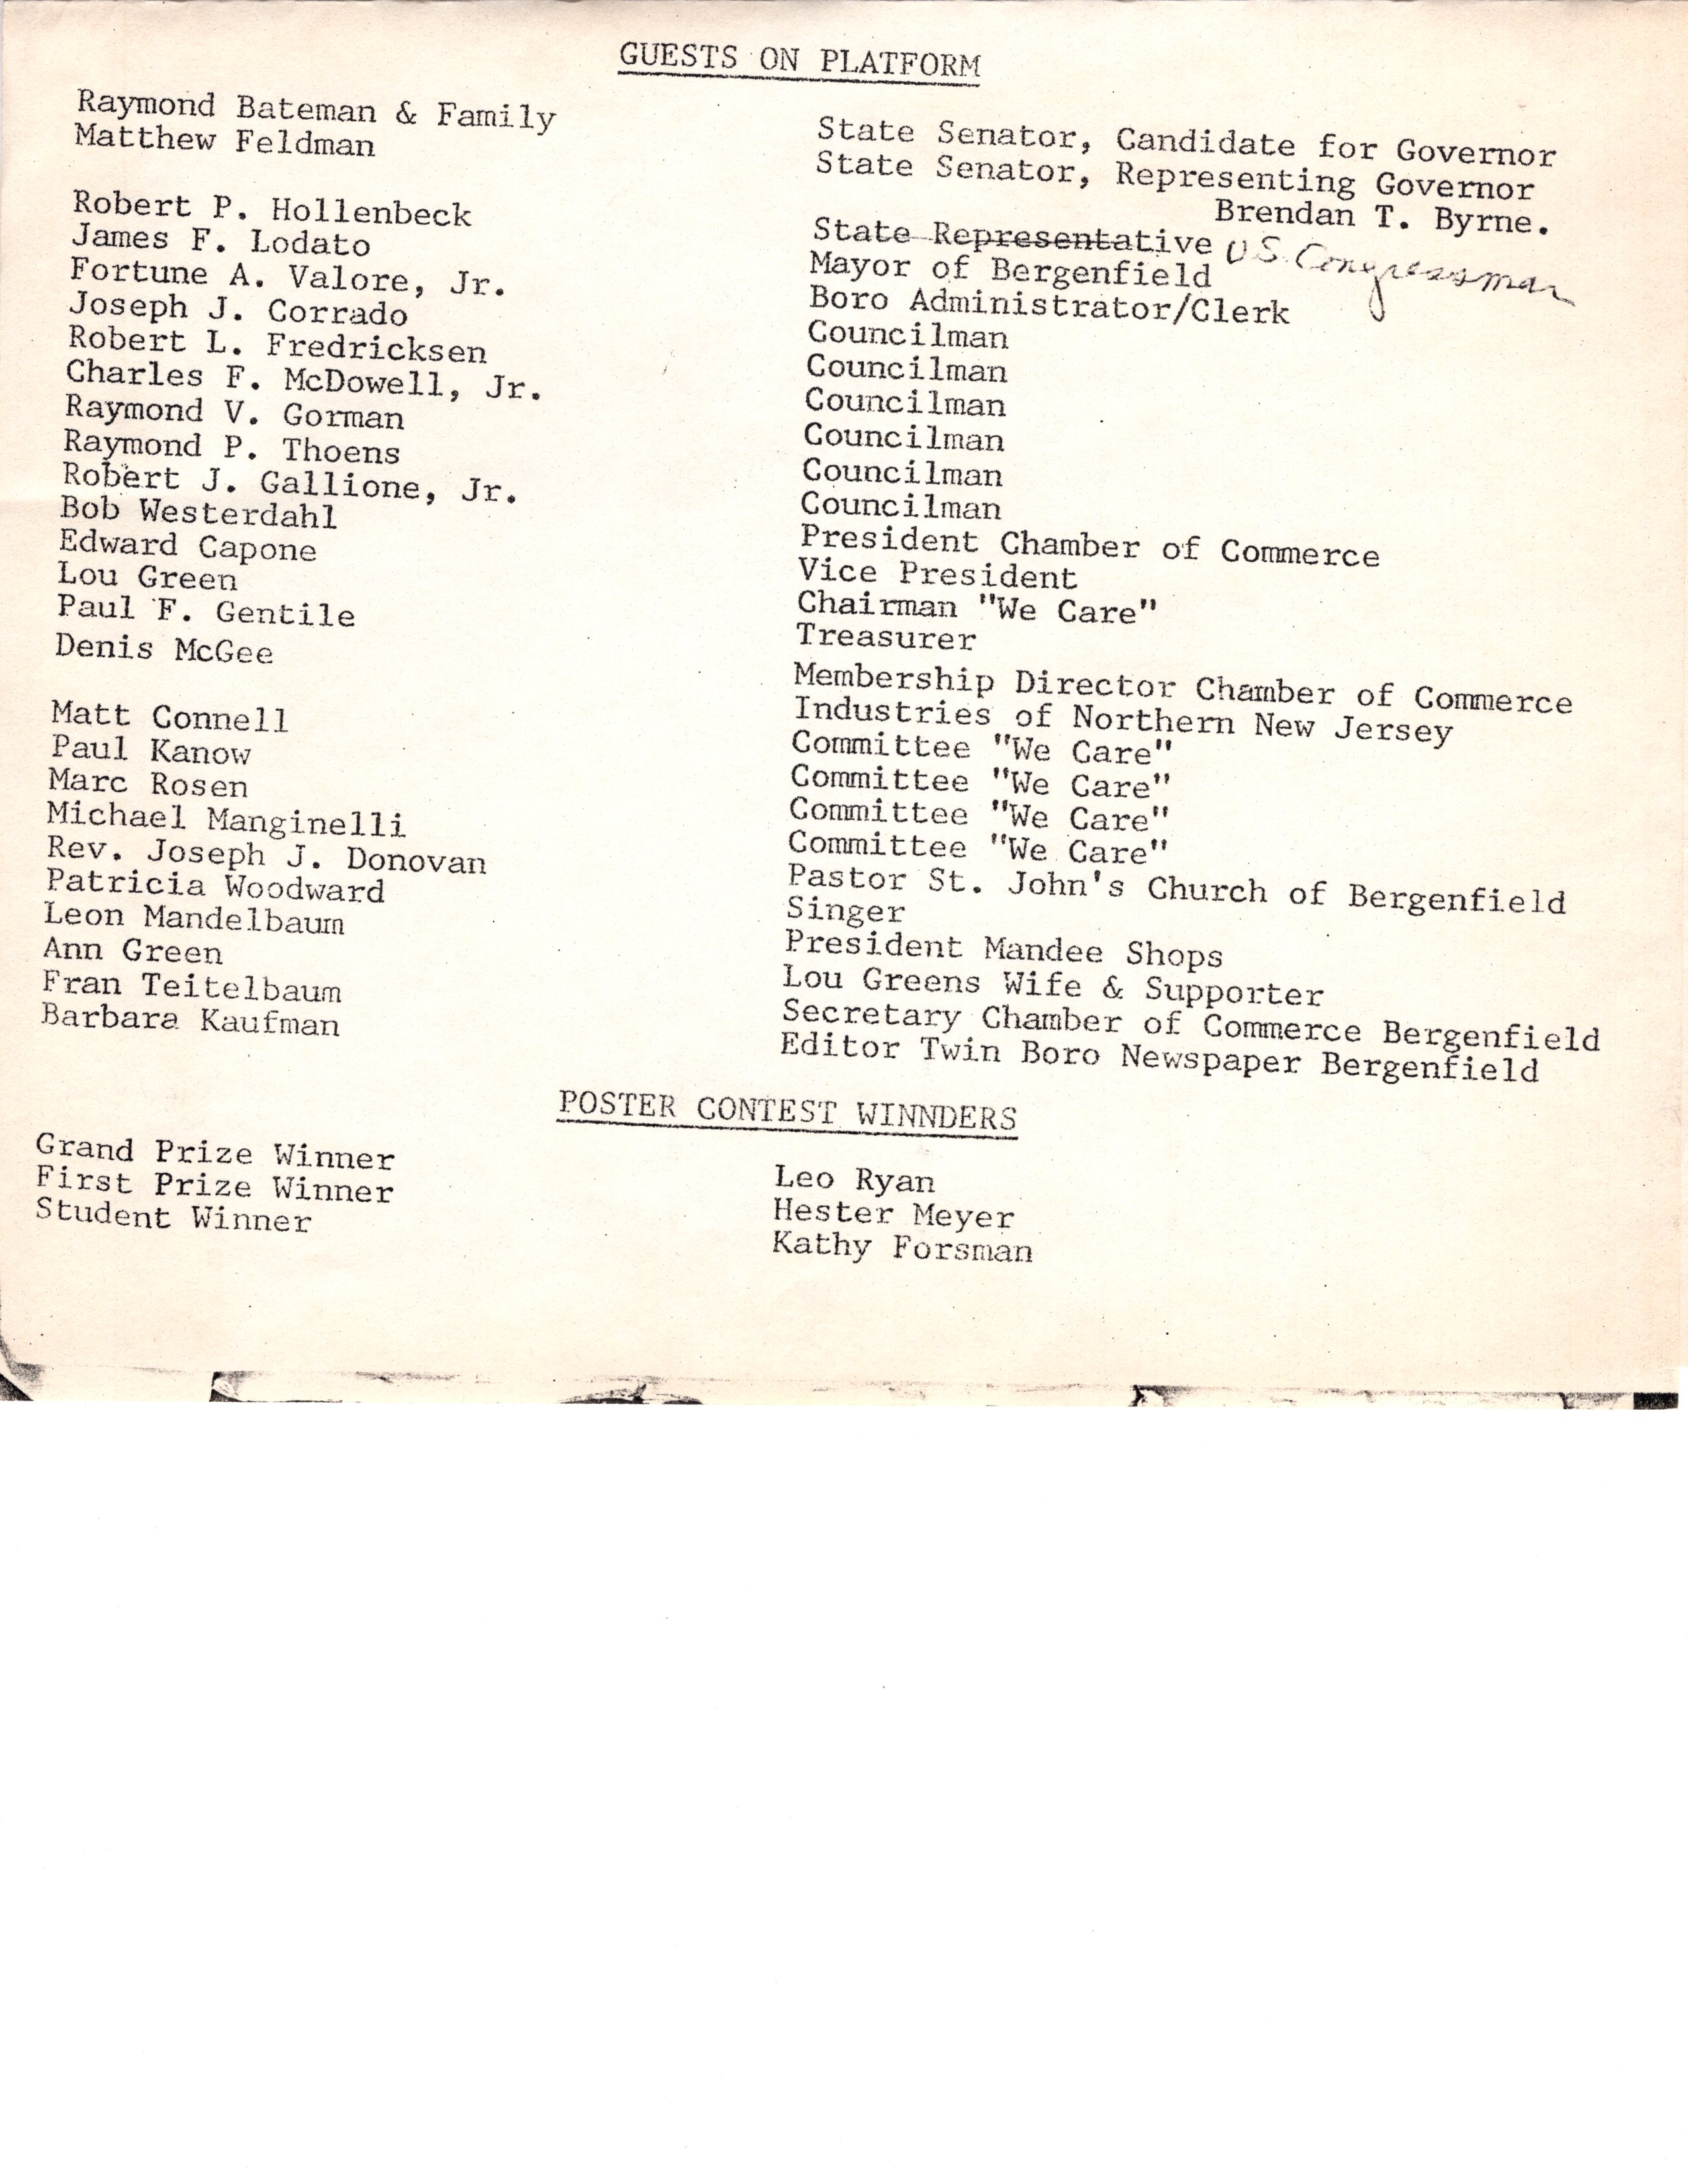 GUESTS ON PLATFORM
Raymond Bateman & Family State Senator, Candidate for Governor
Matthew Feldman State Senator, Representing Governor
Brendan T. Byrne.
Robert P. Hollenbeck State Representative US Congressman
James F. Lodato Mayor of Bergenfield
Fortune A. Valore, Jr. Boro Administrator/Clerk
Joseph J. Corrado Councilman
Robert L. Fredricksen Councilman
Charles F. McDowell, Jr. Councilman
Raymond V. Gorman Councilman
Raymond P. Thoens Councilman
Robert J. Gallione, Jr. Councilman
Bob Westerdahl President Chamber of Commerce
Edward Capone Vice President
Lou Green Chairman "We Care"
Paul F. Gentile Treasurer
Denis McGee Membership Director Chamber of Commerce
Industries of Northern New Jersey
Matt Connell Committee "We Care"
Paul Kanow Committee "We Care"
Marc Rosen Committee "We Care"
Michael Manginelli Committee "We Care"
Rev. Joseph J. Donovan Pastor St. John's Church of Bergenfield
Patricia Woodward Singer
Leon Mandelbaum President Mandee Shops
Ann Green Lou Greens Wife & Supporter
Fran Teitelbaum Secretary Chamber of Commerce Bergenfield
Barbara Kaufman Editor Twin Boro Newspaper Bergenfield
POSTER CONTEST WINNDERS
Grand Prize Winner Leo Ryan
First Prize Winner Hester Meyer
Student Winner Kathy Forsman